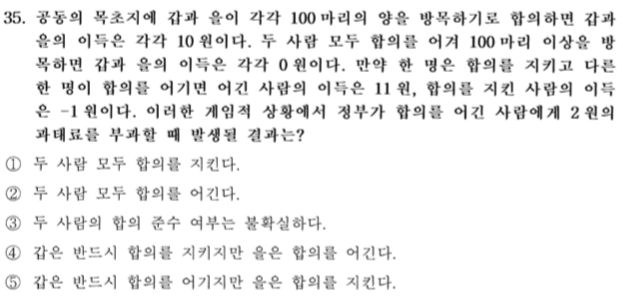 35. 공동의 목초지에 갑과 을이 각각 100마리의 양을 방목하기로 합의하면 갑과
을의 이득은 각각 10원이다. 두 사람 모두 합의를 어겨 100마리 이상을 방
목하면 갑과 을의 이득은 각각 0원이다. 만약 한 명은 합의를 지키고 다른
한 명이 합의를 어기면 어긴 사람의 이득은 11원, 합의를 지킨 사람의 이득
은 -1원이다. 이러한 게임적 상황에서 정부가 합의를 어긴 사람에게 2원의
과태료를 부과할 때 발생될 결과는?
① 두 사람 모두 합의를 지킨다.
② 두 사람 모두 합의를 어긴다.
③ 두 사람의 합의 준수 여부는 불확실하다.
④ 갑은 반드시 합의를 지키지만 을은 합의를 어긴다.
⑤ 갑은 반드시 합의를 어기지만 을은 합의를 지킨다.